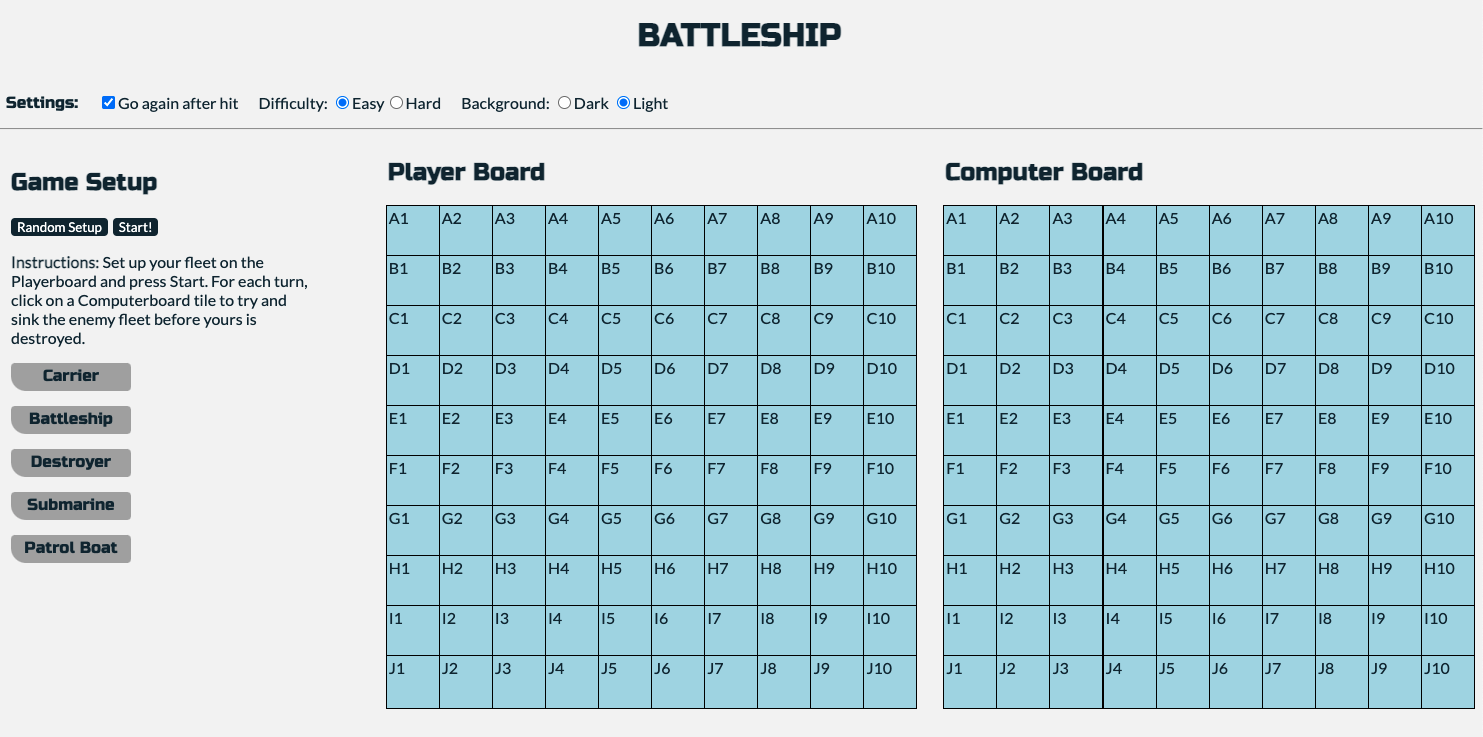 BATTLESHIP
Settings: Go again after hit Difficulty: Easy Hard Background: Dark Light
Game Setup
Random Setup Start!
Instructions: Set up your fleet on the
Playerboard and press Start. For each turn,
click on a Computerboard tile to try and
sink the enemy fleet before yours is
destroyed.
Carrier
Battleship
Destroyer
Submarine
Patrol Boat
Player Board
A1 A2 A3 A4 A5 A6 A7 A8 A9 A10
B1 B2 B3 B4 B5 B6 B7 B8 B9 B10
C1 C2 C3 C4 C5 C6 C7 C8 C9 C10
D1 D2 D3 D4 D5 D6 D7 D8 D9 D10
E1 E2 E3 E4 E5 E6 E7 E8 E9 E10
F1 F2 F3 F4 F5 F6 F7 F8 F9 F10
G1 G2 G3 G4 G5 G6 G7 G8 G9 G10
H1 H2 H3 H4 H5 H6 H7 H8 H9 H10
I1 I2 I3 I4 I5 I6 I7 I8 I9 I10
J1 J2 J3 J4 J5 J6 J7 J8 J9 J10
Computer Board
A1 A2 A3 A4 A5 A6 A7 A8 A9 A10
B1 B2 B3 B4 B5 B6 B7 B8 B9 B10
C1 C2 C3 C4 C5 C6 C7 C8 C9 C10
D1 D2 D3 D4 D5 D6 D7 D8 D9 D10
E1 E2 E3 E4 E5 E6 E7 E8 E9 E10
F1 F2 F3 F4 F5 F6 F7 F8 F9 F10
G1 G2 G3 G4 G5 G6 G7 G8 G9 G10
H1 H2 H3 H4 H5 H6 H7 H8 H9 H10
I1 I2 I3 I4 I5 I6 I7 I8 I9 I10
J1 J2 J3 J4 J5 J6 J7 J8 J9 J10